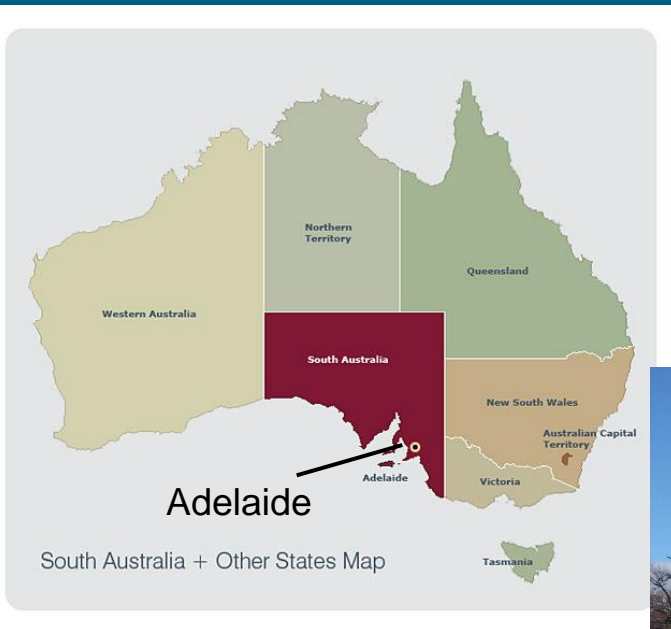 Northern
Territory
Queensland
Western Australia
South Australia
New South Wales
Australian Capital
Territory
Adelaide
Victoria
Adelaide
South Australia + Other States Map
Tasmania